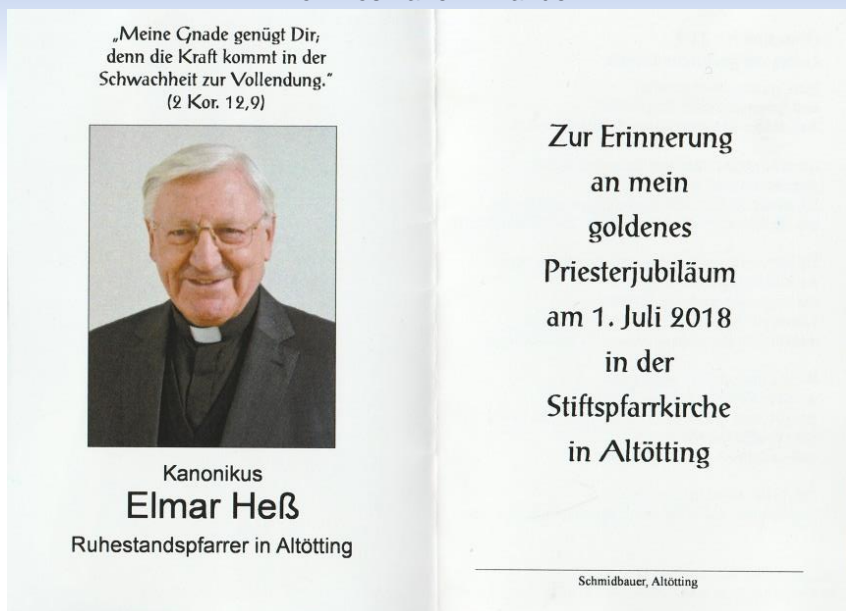 „Meine Gnade genügt Dir;
denn die Kraft kommt in der
Schwachheit zur Vollendung.“
(2 Kor. 12,9)
Kanonikus
Elmar Heß
Ruhestandspfarrer in Altötting
Zur Erinnerung
an mein
goldenes
Priesterjubiläum
am 1. Juli 2018
in der
Stiftspfarrkirche
in Altötting
Schmidbauer, Altötting